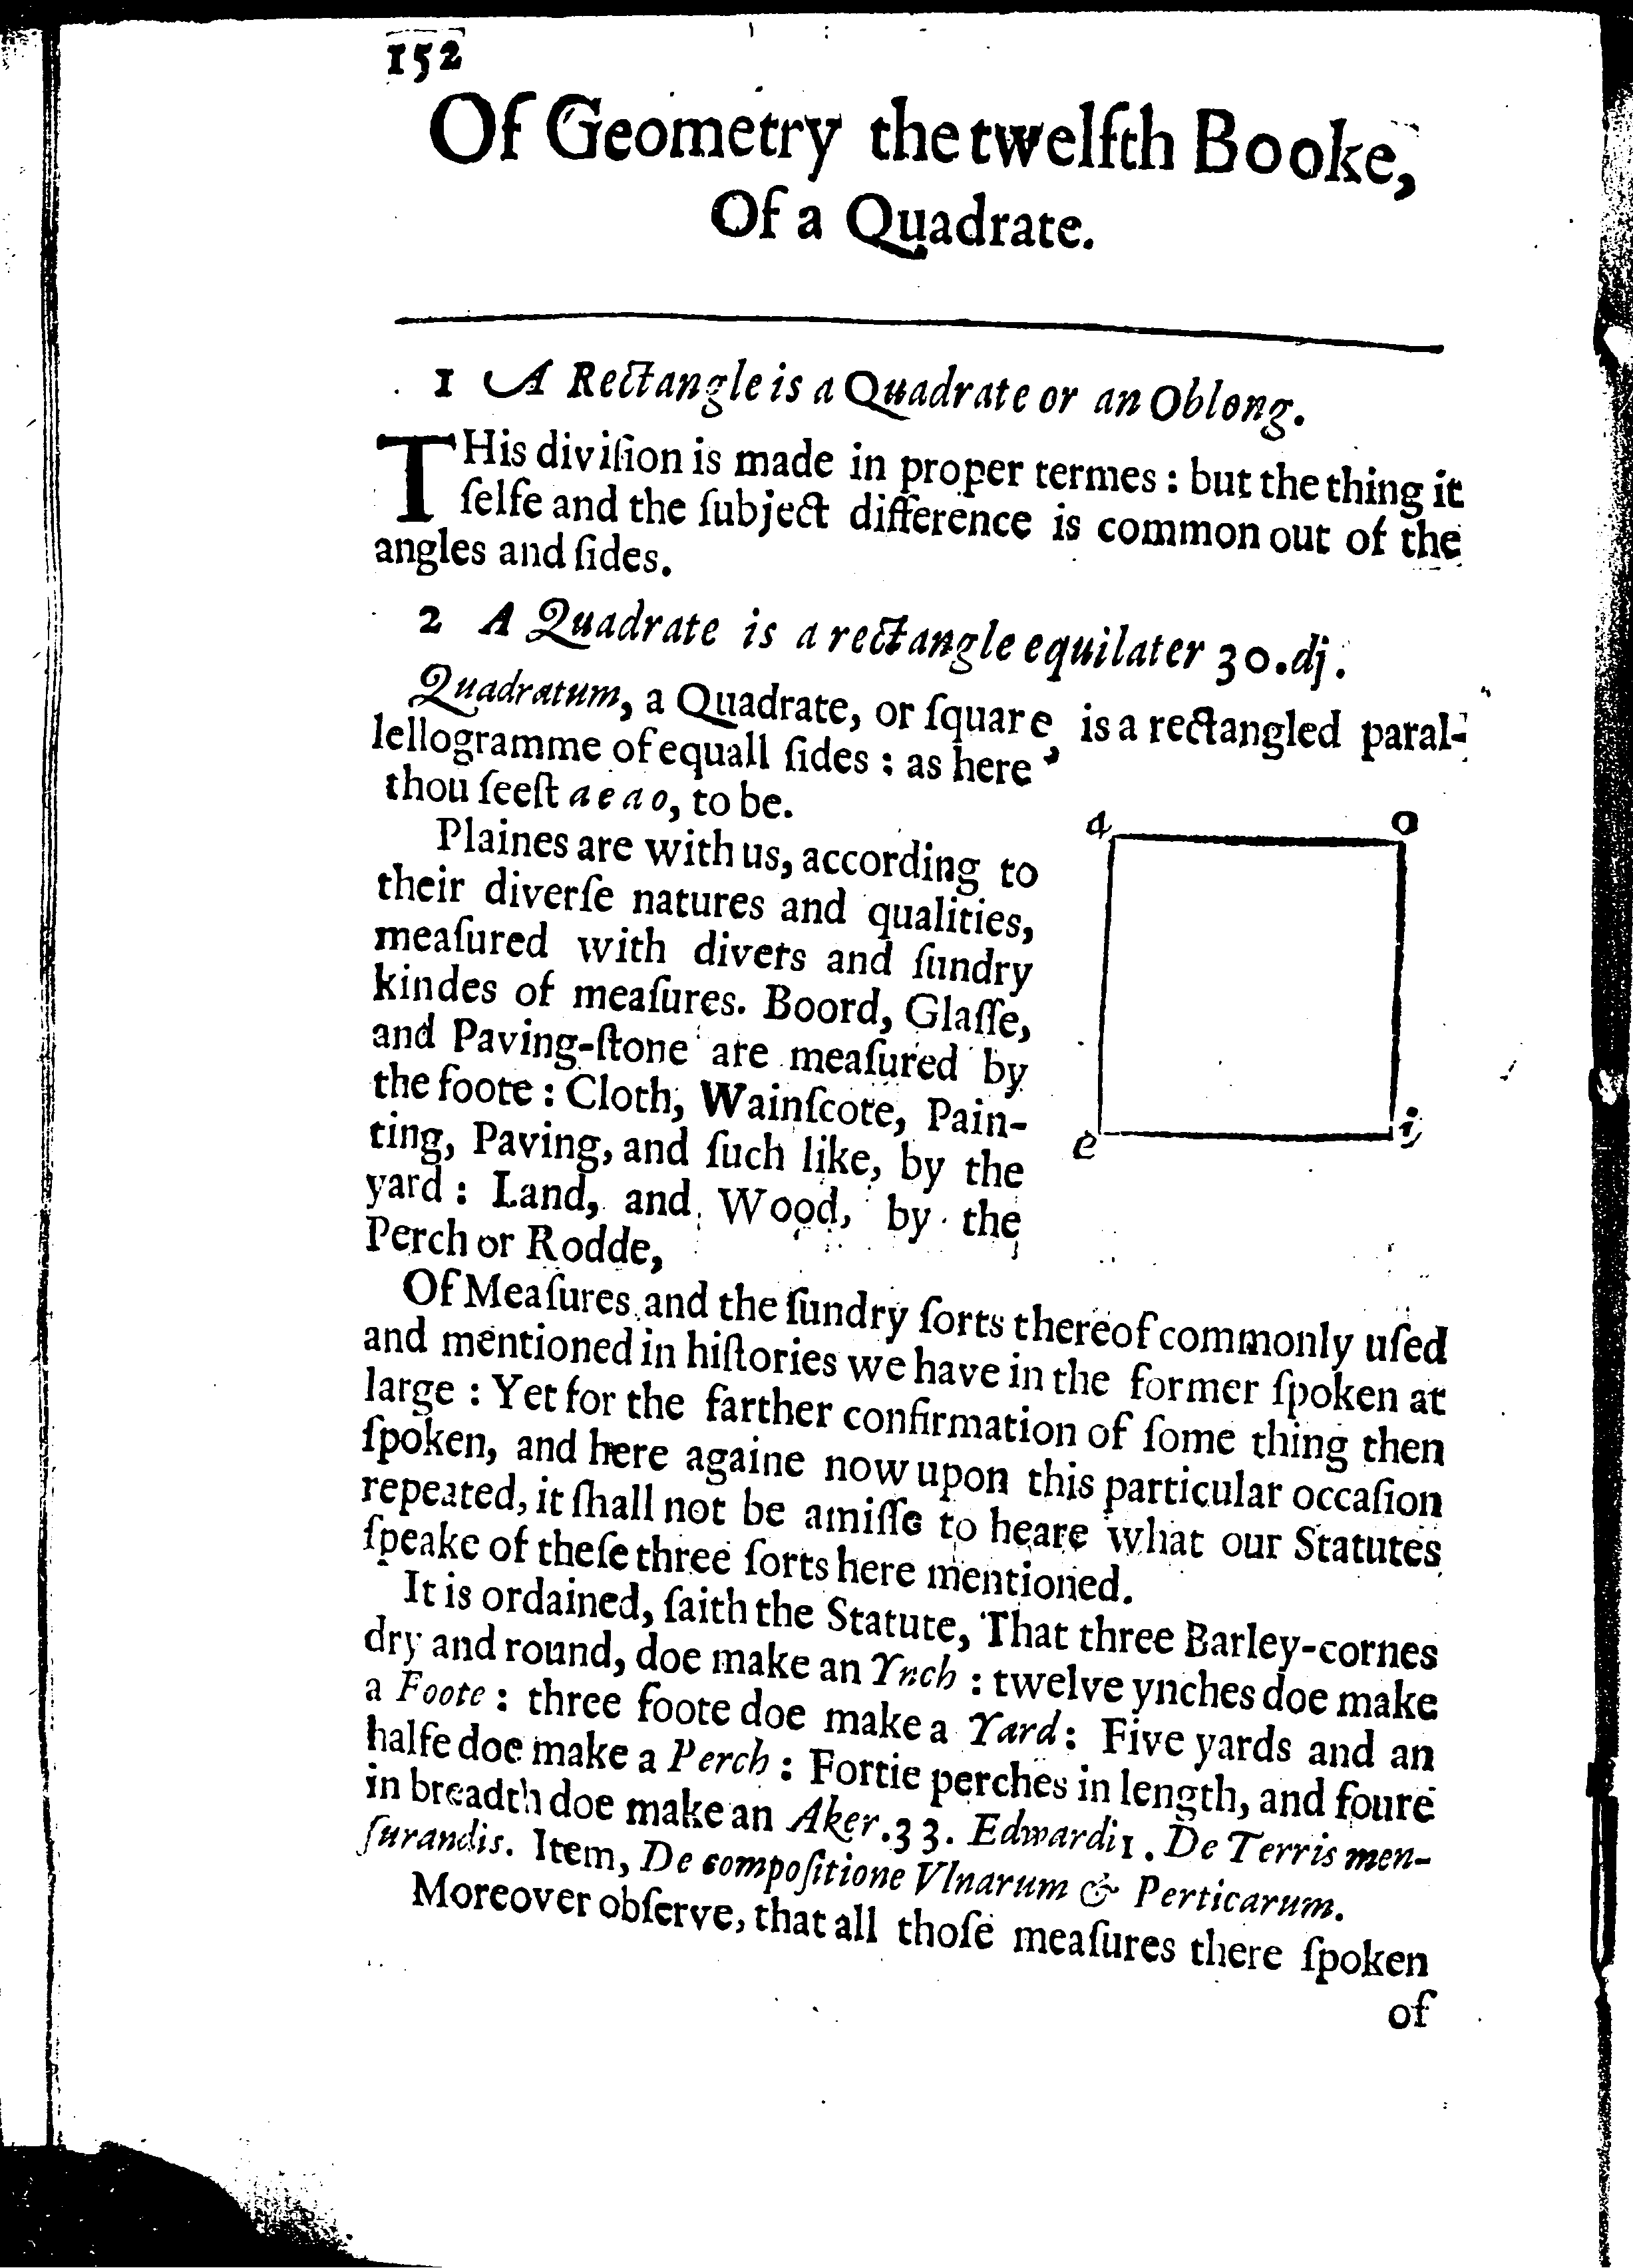 152
Of Geometry the twelfth Booke,
Of a Quadrate.
1 A Rectangle is a Quadrate or an Oblong.
THis diviſion is made in proper termes : but the thing it
ſelfe and the ſubject difference is common out of the
angles and ſides.
2 A Quadrate is a rectangle equilater 30.dj.
Quadratum, a Quadrate, or ſquare, is a rectangled paral-
lellogramme of equall ſides : as here
thou ſeeſt a e a o, to be.
Plaines are with us, according to
their diverſe natures and qualities,
meaſured with divers and ſundry
kindes of meaſures. Boord, Glaſſe,
and Paving-ſtone are meaſured by
the foote : Cloth, Wainſcote, Pain-
ting, Paving, and ſuch like, by the
yard : Land, and Wood, by the
Perch or Rodde,
a o
e i
Of Meaſures and the ſundry ſorts thereof commonly uſed
and mentioned in hiſtories we have in the former ſpoken at
large : Yet for the farther confirmation of ſome thing then
ſpoken, and here againe now upon this particular occaſion
repeated, it ſhall not be amiſſe to heare what our Statutes
ſpeake of theſe three ſorts here mentioned.
It is ordained, ſaith the Statute, That three Barley-cornes
dry and round, doe make an Ynch : twelve ynches doe make
a Foote : three foote doe make a Yard : Five yards and an
halfe doe make a Perch : Fortie perches in length, and foure
in breadth doe make an Aker.33. Edwardi 1. De Terris men-
ſurandis. Item, De compoſitione Vlnarum & Perticarum.
Moreover obſerve, that all thoſe meaſures there ſpoken
of